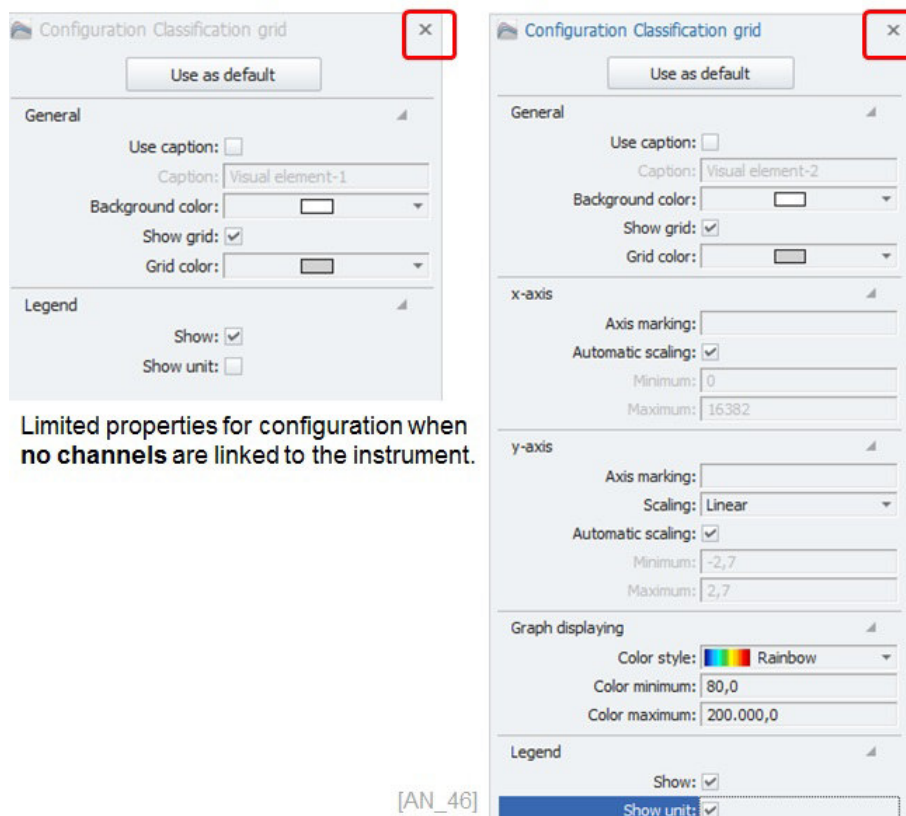 Configuration Classification grid
Use as default
General
Use caption:
Caption: Visual element-1
Background color:
Show grid:
Grid color:
Legend
Show:
Show unit:
Limited properties for configuration when
no channels are linked to the instrument.
[AN_46]
Configuration Classification grid
Use as default
General
Use caption:
Caption: Visual element-2
Background color:
Show grid:
Grid color:
x-axis
Axis marking:
Automatic scaling:
Minimum: 0
Maximum: 16382
y-axis
Axis marking:
Scaling: Linear
Automatic scaling:
Minimum: -2,7
Maximum: 2,7
Graph displaying
Color style: Rainbow
Color minimum: 80,0
Color maximum: 200.000,0
Legend
Show:
Show unit: